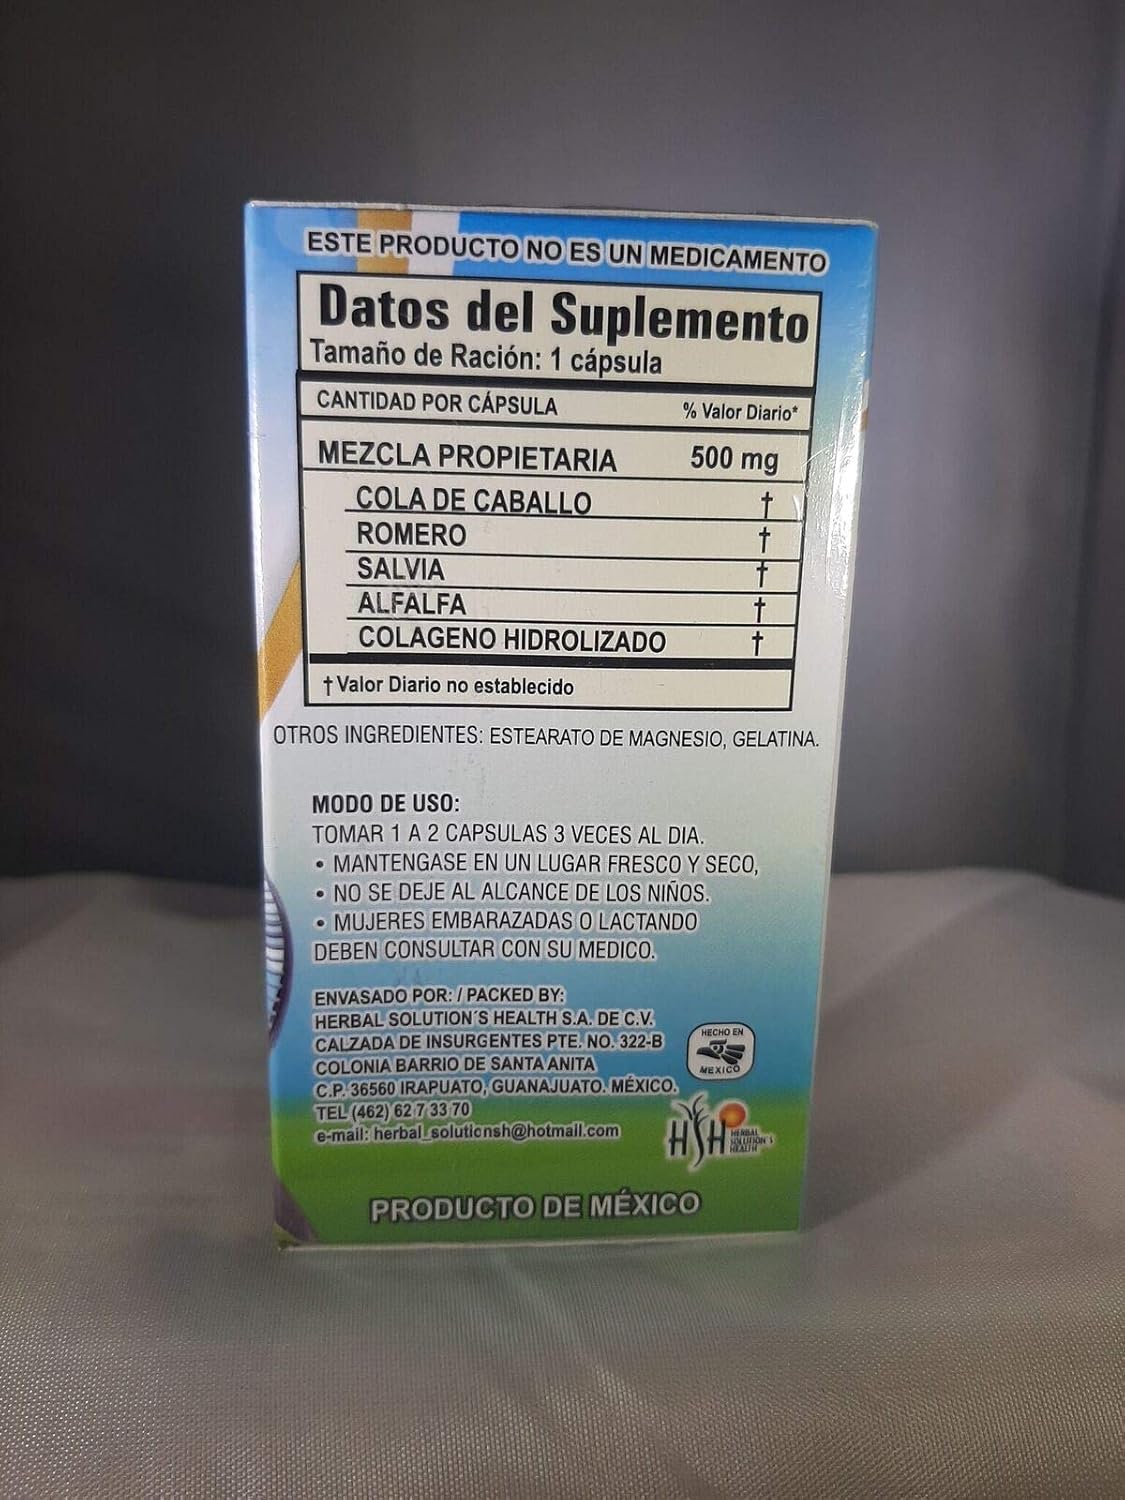 ESTE PRODUCTO NO ES UN MEDICAMENTO
Datos del Suplemento
Tamaño de Ración: 1 cápsula
CANTIDAD POR CÁPSULA % Valor Diario*
MEZCLA PROPIETARIA 500 mg
COLA DE CABALLO †
ROMERO †
SALVIA †
ALFALFA †
COLAGENO HIDROLIZADO †
† Valor Diario no establecido
OTROS INGREDIENTES: ESTEARATO DE MAGNESIO, GELATINA.
MODO DE USO:
TOMAR 1 A 2 CAPSULAS 3 VECES AL DIA.
• MANTENGASE EN UN LUGAR FRESCO Y SECO,
• NO SE DEJE AL ALCANCE DE LOS NIÑOS.
• MUJERES EMBARAZADAS O LACTANDO
DEBEN CONSULTAR CON SU MEDICO.
ENVASADO POR: / PACKED BY:
HERBAL SOLUTION´S HEALTH S.A. DE C.V.
CALZADA DE INSURGENTES PTE. NO. 322-B
COLONIA BARRIO DE SANTA ANITA
C.P. 36560 IRAPUATO, GUANAJUATO. MÉXICO.
TEL (462) 62 7 33 70
e-mail: herbal_solutionsh@hotmail.com
HECHO EN
MEXICO
HSH
HERBAL
SOLUTION´S
HEALTH
PRODUCTO DE MÉXICO